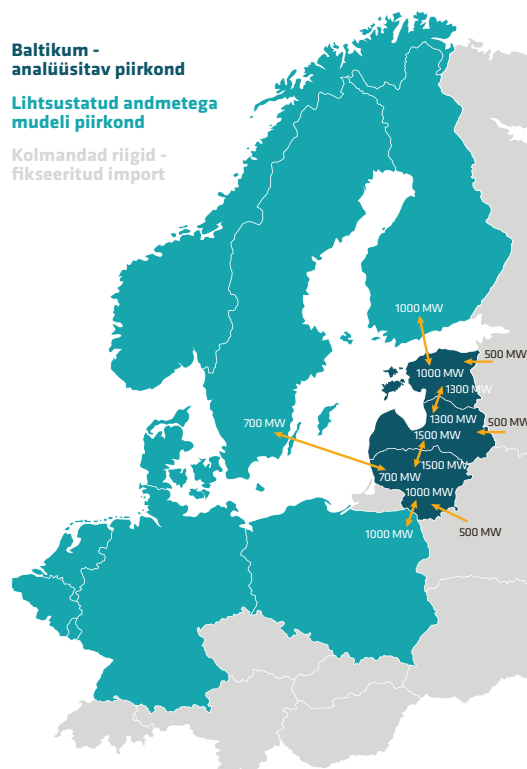 Baltikum -
analüüsitav piirkond
Lihtsustatud andmetega
mudeli piirkond
Kolmandad riigid -
fikseeritud import
1000 MW
500 MW
1000 MW
1300 MW
1300 MW
500 MW
700 MW
1500 MW
1500 MW
700 MW
1000 MW
1000 MW
500 MW